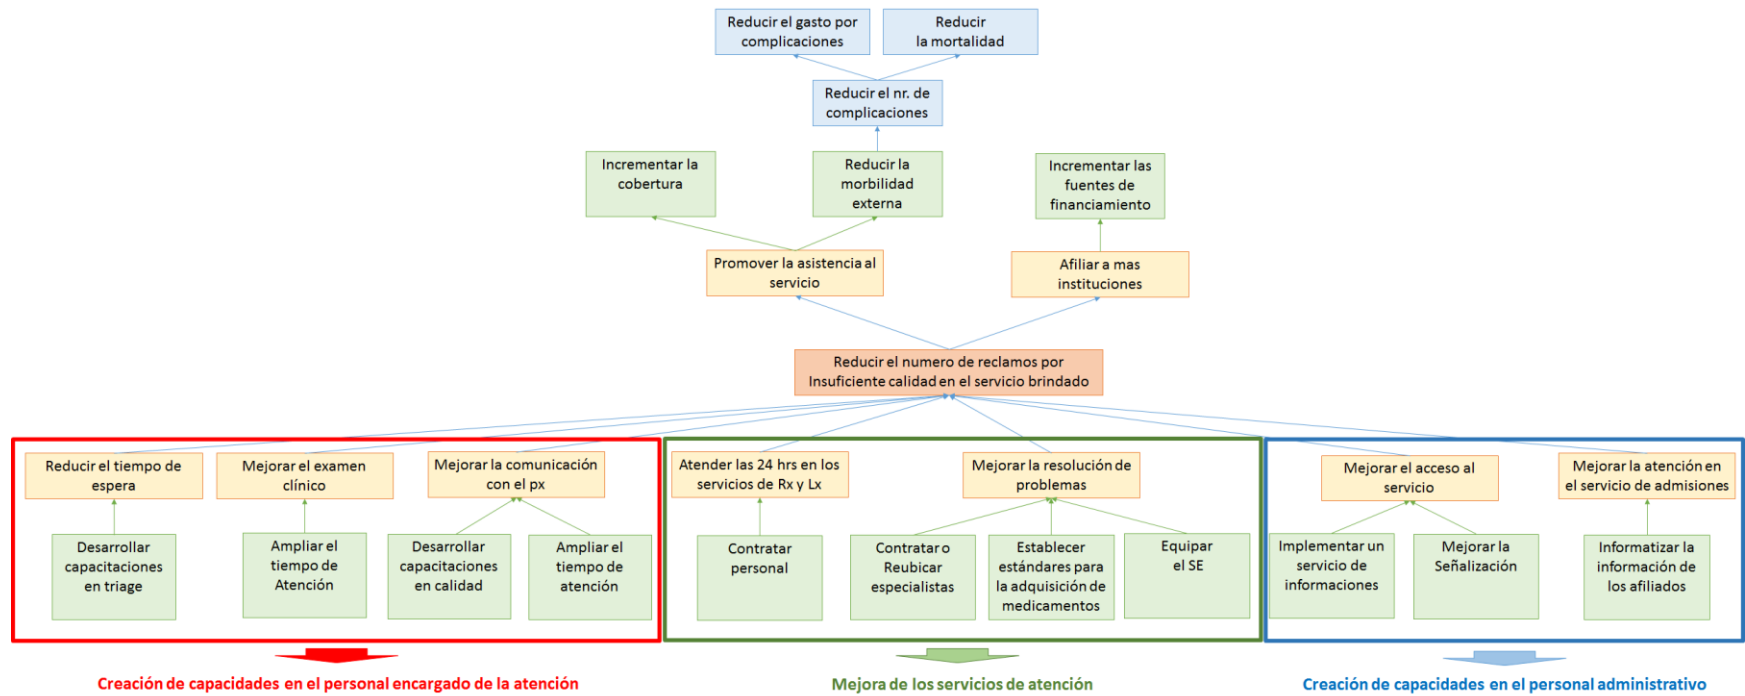 Reducir el gasto por
complicaciones
Reducir
la mortalidad
Reducir el nr. de
complicaciones
Incrementar la
cobertura
Reducir la
morbilidad
externa
Incrementar las
fuentes de
financiamiento
Promover la asistencia al
servicio
Afiliar a mas
instituciones
Reducir el numero de reclamos por
Insuficiente calidad en el servicio brindado
Reducir el tiempo de
espera
Mejorar el examen
clínico
Mejorar la comunicación
con el px
Atender las 24 hrs en los
servicios de Rx y Lx
Mejorar la resolución de
problemas
Mejorar el acceso al
servicio
Mejorar la atención en
el servicio de admisiones
Desarrollar
capacitaciones
en triage
Ampliar el
tiempo de
Atención
Desarrollar
capacitaciones
en calidad
Ampliar el
tiempo de
atención
Contratar
personal
Contratar o
Reubicar
especialistas
Establecer
estándares para
la adquisición de
medicamentos
Equipar
el SE
Implementar un
servicio de
informaciones
Mejorar la
Señalización
Informatizar la
información de
los afiliados
Creación de capacidades en el personal encargado de la atención
Mejora de los servicios de atención
Creación de capacidades en el personal administrativo